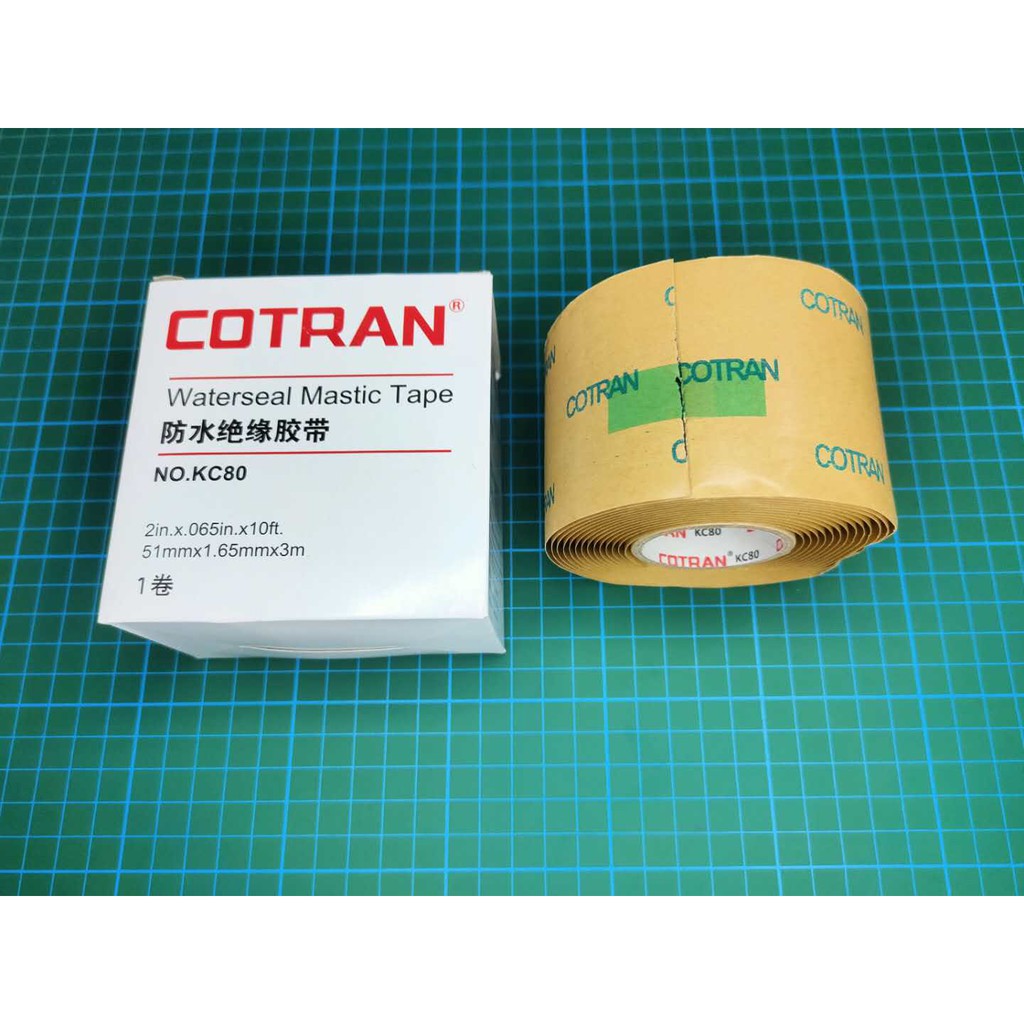 COTRAN®
Waterseal Mastic Tape
防水绝缘胶带
NO.KC80
2in.x.065in.x10ft.
51mmx1.65mmx3m
1卷
COTRAN
COTRAN
COTRAN
COTRAN
KC80
COTRAN® KC80